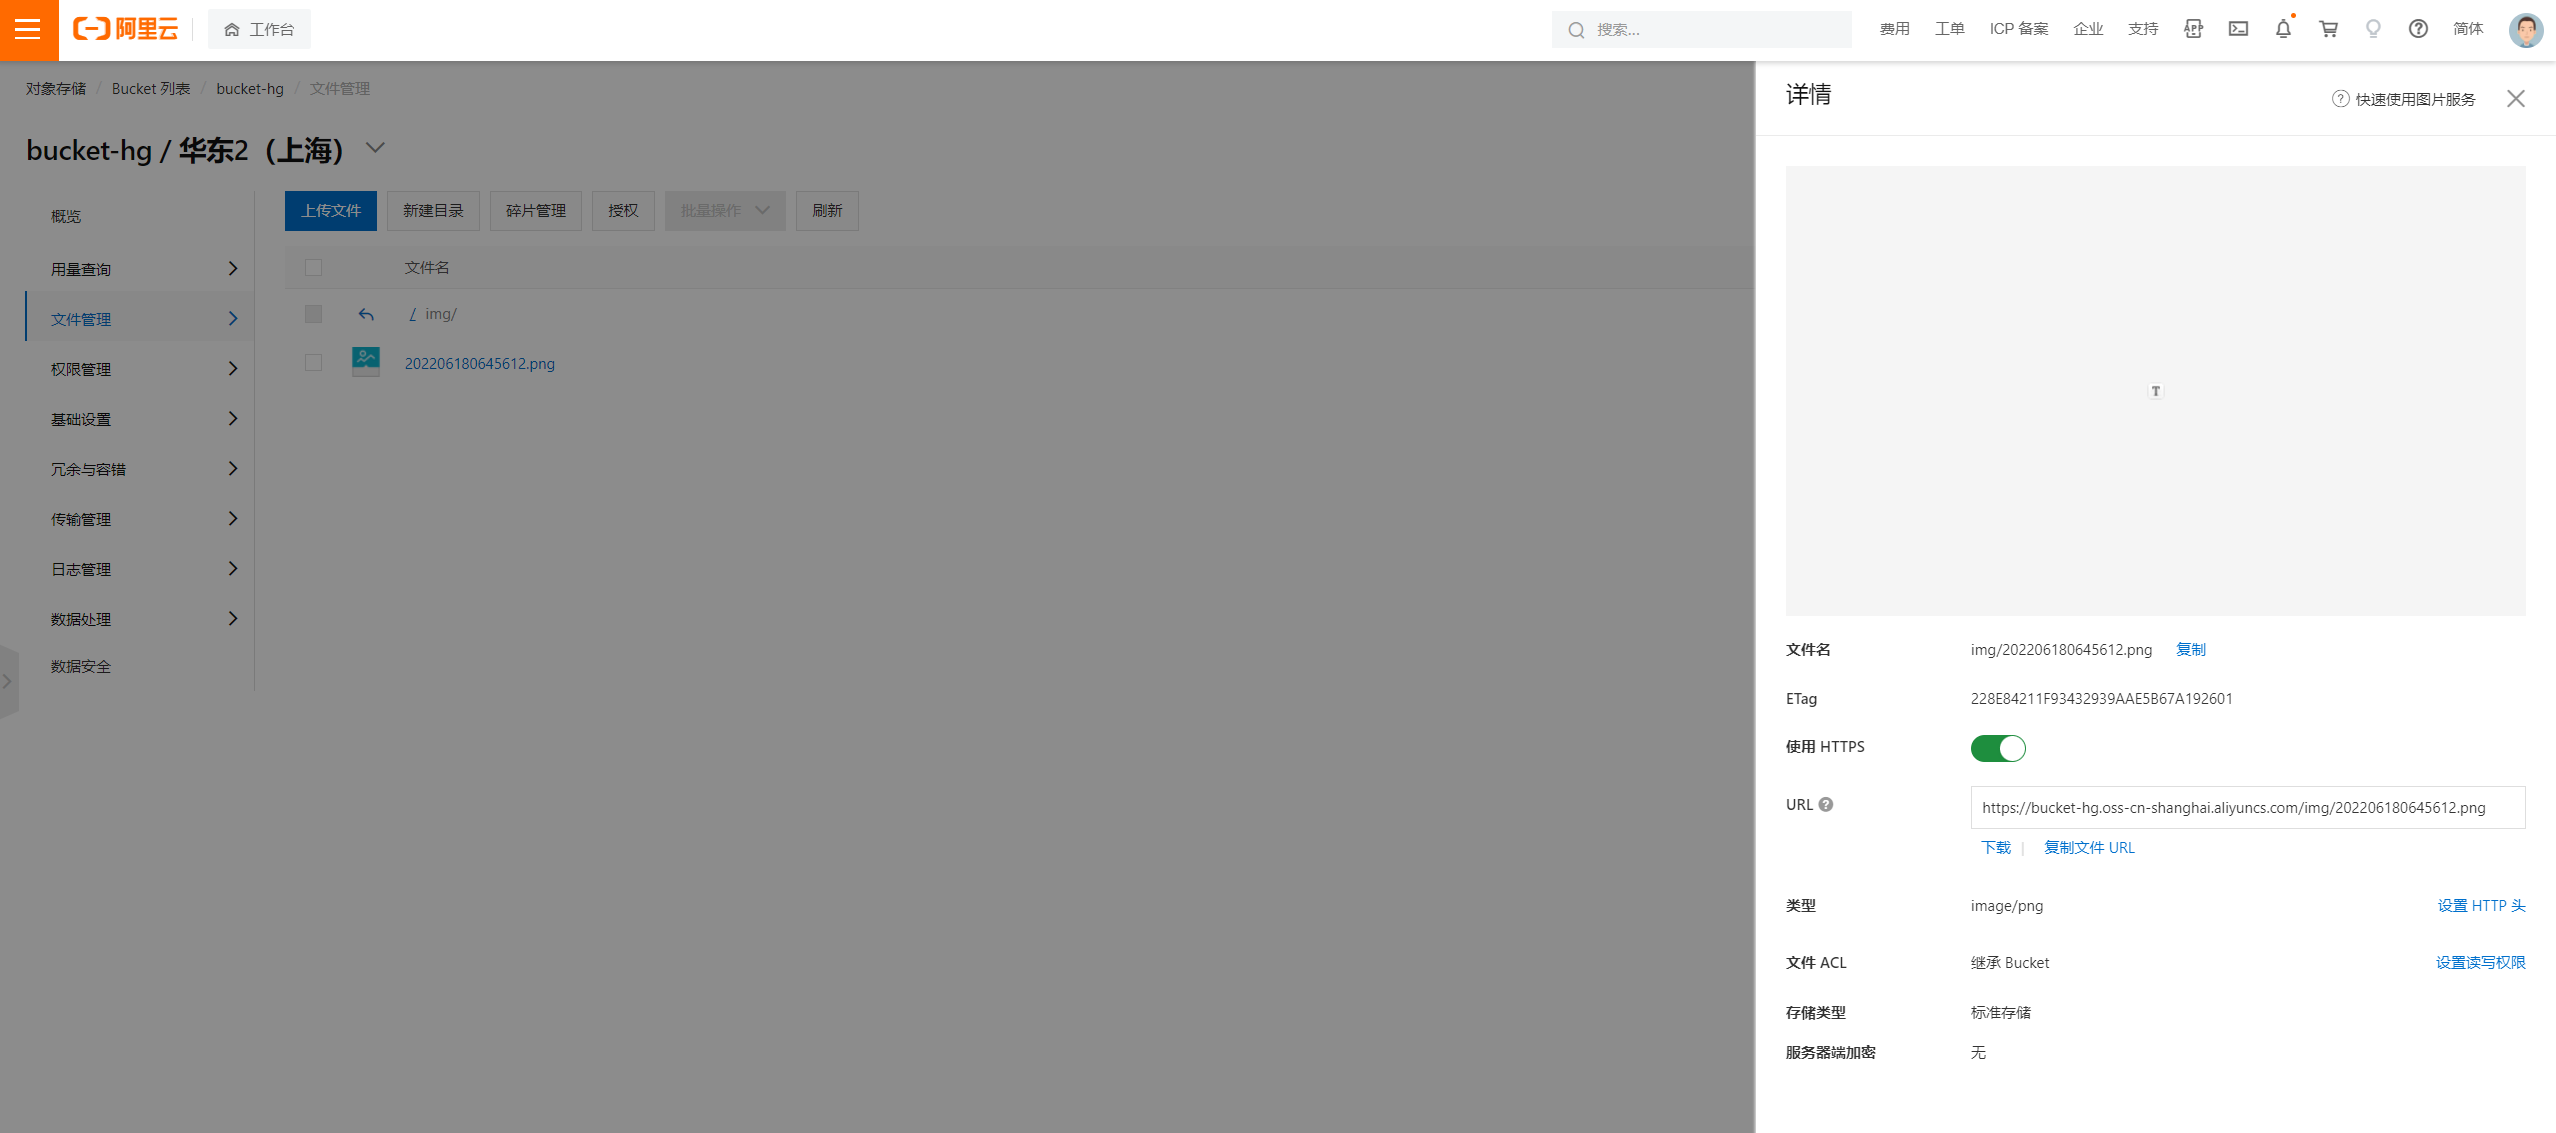 阿里云
工作台
搜索...
费用
工单
ICP 备案
企业
支持
APP
简体
对象存储 / Bucket 列表 / bucket-hg / 文件管理
bucket-hg / 华东2（上海）
概览
用量查询
文件管理
权限管理
基础设置
冗余与容错
传输管理
日志管理
数据处理
数据安全
上传文件
新建目录
碎片管理
授权
批量操作
刷新
文件名
/ img/
202206180645612.png
详情
快速使用图片服务
T
文件名 img/202206180645612.png 复制
ETag 228E84211F93432939AAE5B67A192601
使用 HTTPS
URL https://bucket-hg.oss-cn-shanghai.aliyuncs.com/img/202206180645612.png
下载 | 复制文件 URL
类型 image/png 设置 HTTP 头
文件 ACL 继承 Bucket 设置读写权限
存储类型 标准存储
服务器端加密 无